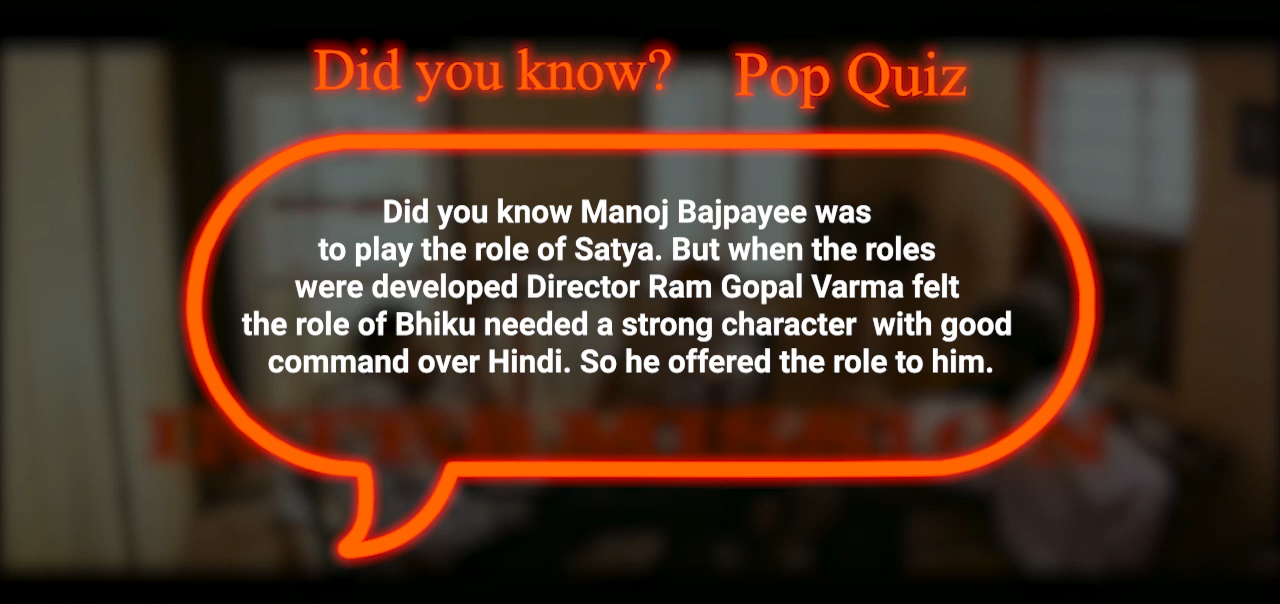 Did you know? Pop Quiz
Did you know Manoj Bajpayee was
to play the role of Satya. But when the roles
were developed Director Ram Gopal Varma felt
the role of Bhiku needed a strong character  with good
command over Hindi. So he offered the role to him.
INTERMISSION